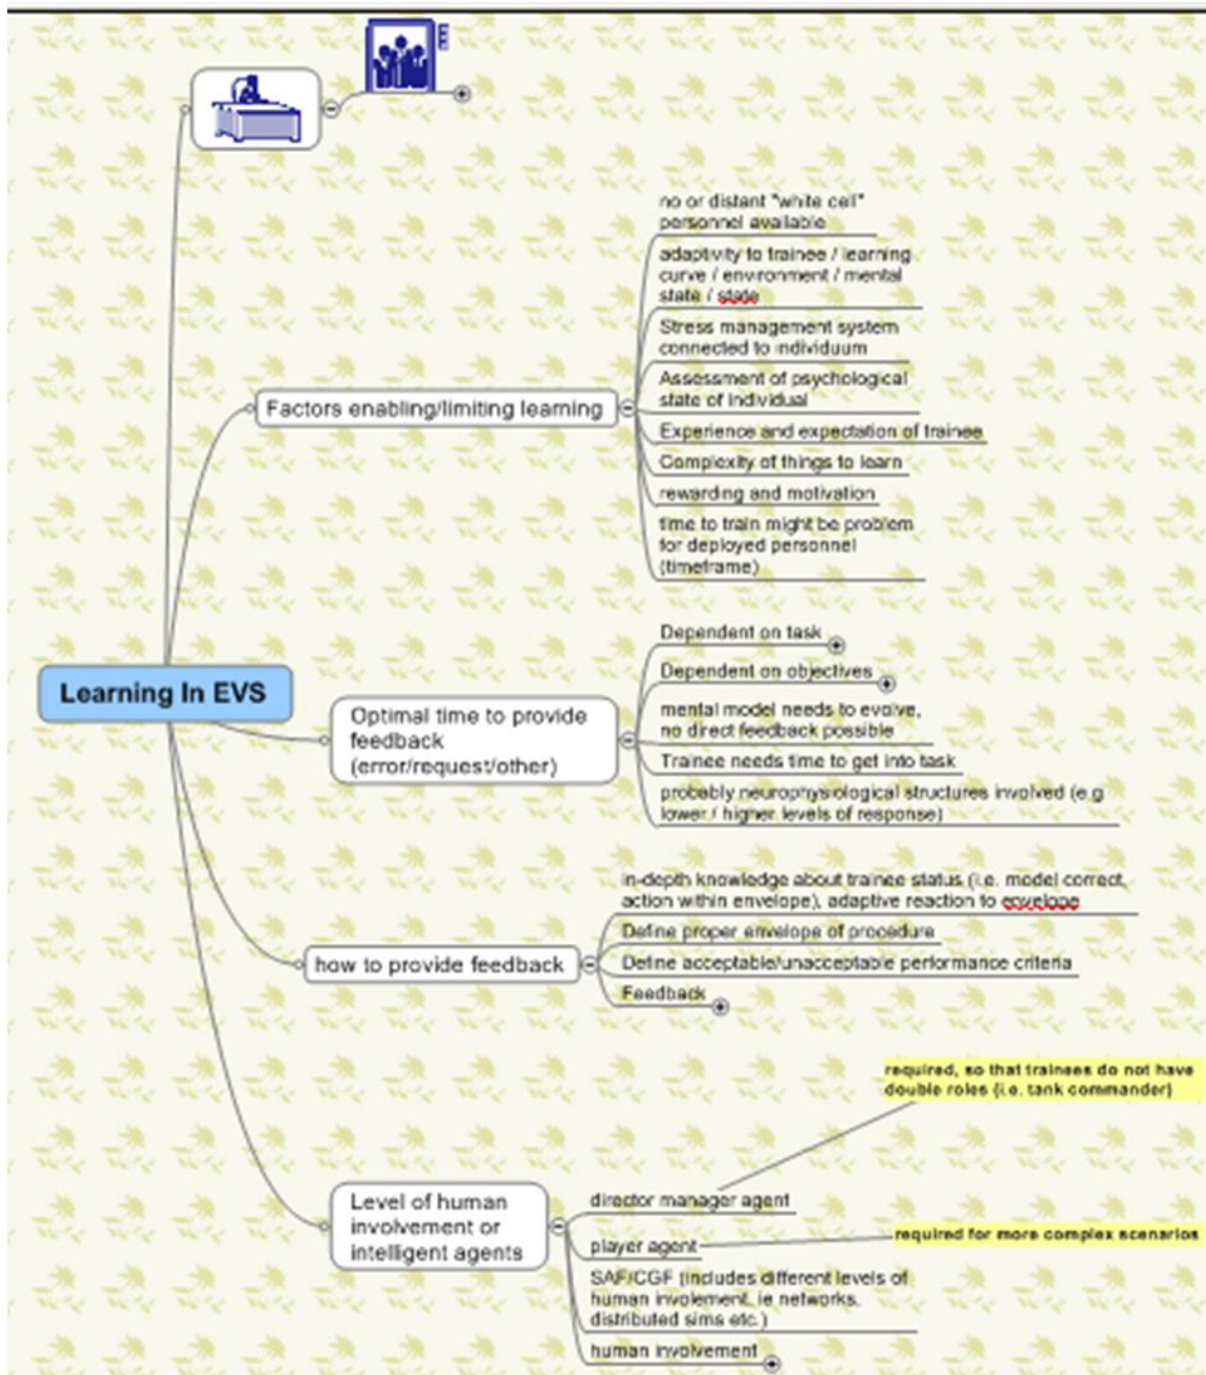 no or distant "white cell"
personnel available
adaptivity to trainee / learning
curve / environment / mental
state / state
Stress management system
connected to individuum
Assessment of psychological
state of individual
Factors enabling/limiting learning
Experience and expectation of trainee
Complexity of things to learn
rewarding and motivation
time to train might be problem
for deployed personnel
(timeframe)
Learning In EVS
Dependent on task
Dependent on objectives
Optimal time to provide
feedback
(error/request/other)
mental model needs to evolve,
no direct feedback possible
Trainee needs time to get into task
probably neurophysiological structures involved (e.g
lower / higher levels of response)
in-depth knowledge about trainee status (i.e. model correct,
action within envelope), adaptive reaction to envelope
Define proper envelope of procedure
how to provide feedback
Define acceptable/unacceptable performance criteria
Feedback
required, so that trainees do not have
double roles (i.e. tank commander)
Level of human
involvement or
intelligent agents
director manager agent
player agent
required for more complex scenarios
SAF/CGF (includes different levels of
human involement, ie networks,
distributed sims etc.)
human involvement